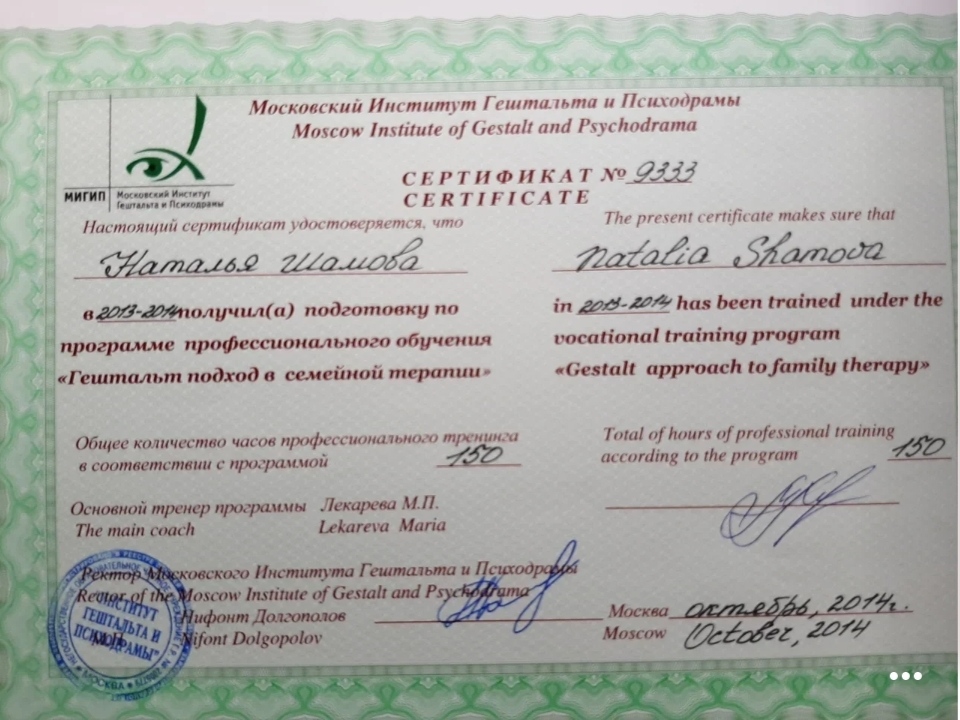 Московский Институт Гештальта и Психодрамы
Moscow Institute of Gestalt and Psychodrama
МИГИП
Московский Институт
Гештальта и Психодрамы
СЕРТИФИКАТ № 9333
CERTIFICATE
Настоящий сертификат удостоверяется, что
Наталья Шамова
в 2013-2014 получил(а) подготовку по
программе профессионального обучения
«Гештальт подход в семейной терапии»
The present certificate makes sure that
Natalia Shamova
in 2013-2014 has been trained under the
vocational training program
«Gestalt approach to family therapy»
Общее количество часов профессионального тренинга
в соответствии с программой 150
Total of hours of professional training
according to the program 150
Основной тренер программы Лекарева М.П.
The main coach Lekareva Maria
Ректор Московского Института Гештальта и Психодрамы
Rector of the Moscow Institute of Gestalt and Psychodrama
Нифонт Долгополов
Nifont Dolgopolov
Москва октябрь, 2014г.
Moscow October, 2014
ИНСТИТУТ
ГЕШТАЛЬТА И
ПСИХОДРАМЫ"
МОСКВА